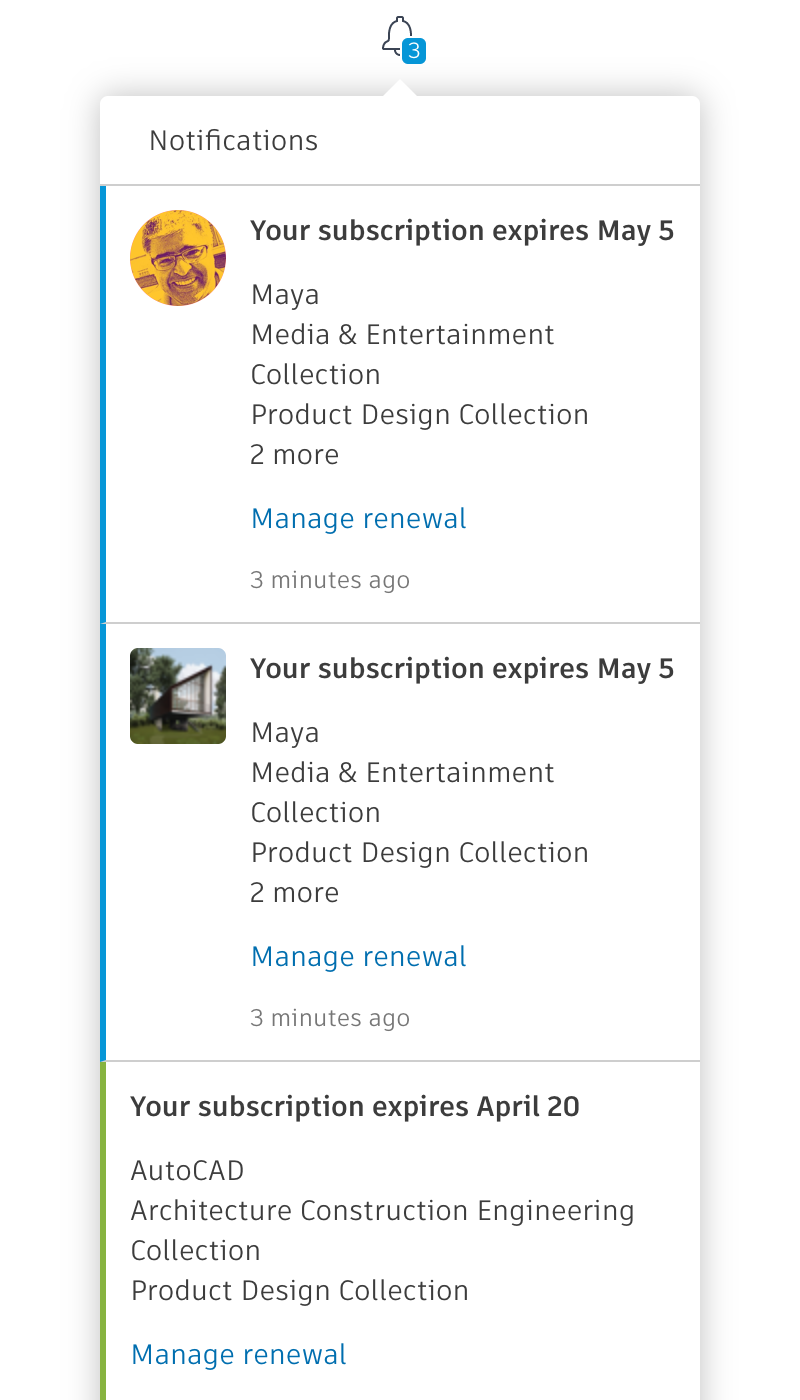 3
Notifications
Your subscription expires May 5
Maya
Media & Entertainment
Collection
Product Design Collection
2 more
Manage renewal
3 minutes ago
Your subscription expires May 5
Maya
Media & Entertainment
Collection
Product Design Collection
2 more
Manage renewal
3 minutes ago
Your subscription expires April 20
AutoCAD
Architecture Construction Engineering
Collection
Product Design Collection
Manage renewal